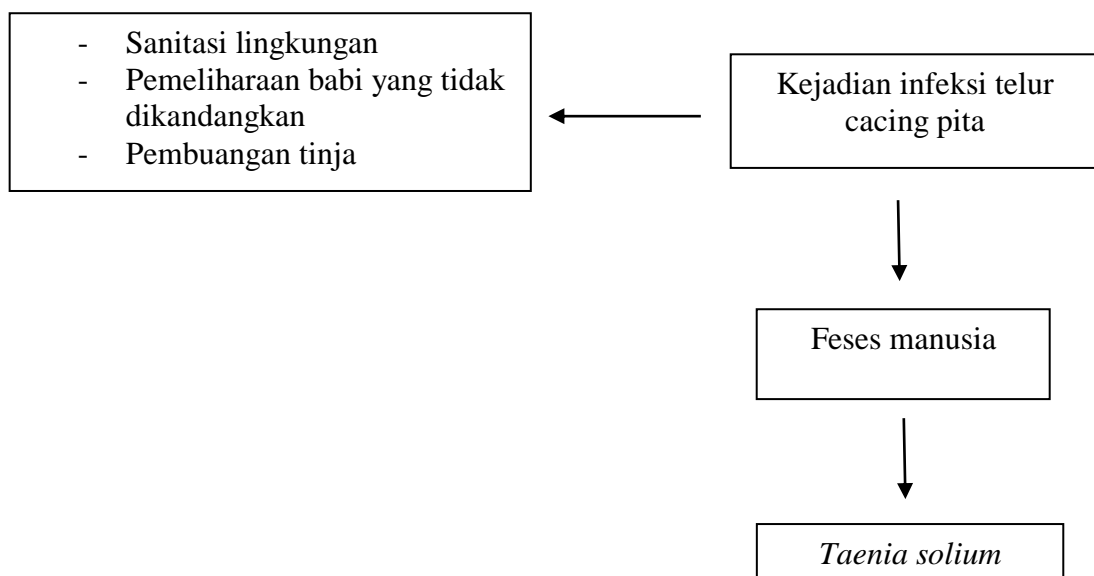 - Sanitasi lingkungan
- Pemeliharaan babi yang tidak
dikandangkan
- Pembuangan tinja
Kejadian infeksi telur
cacing pita
Feses manusia
Taenia solium